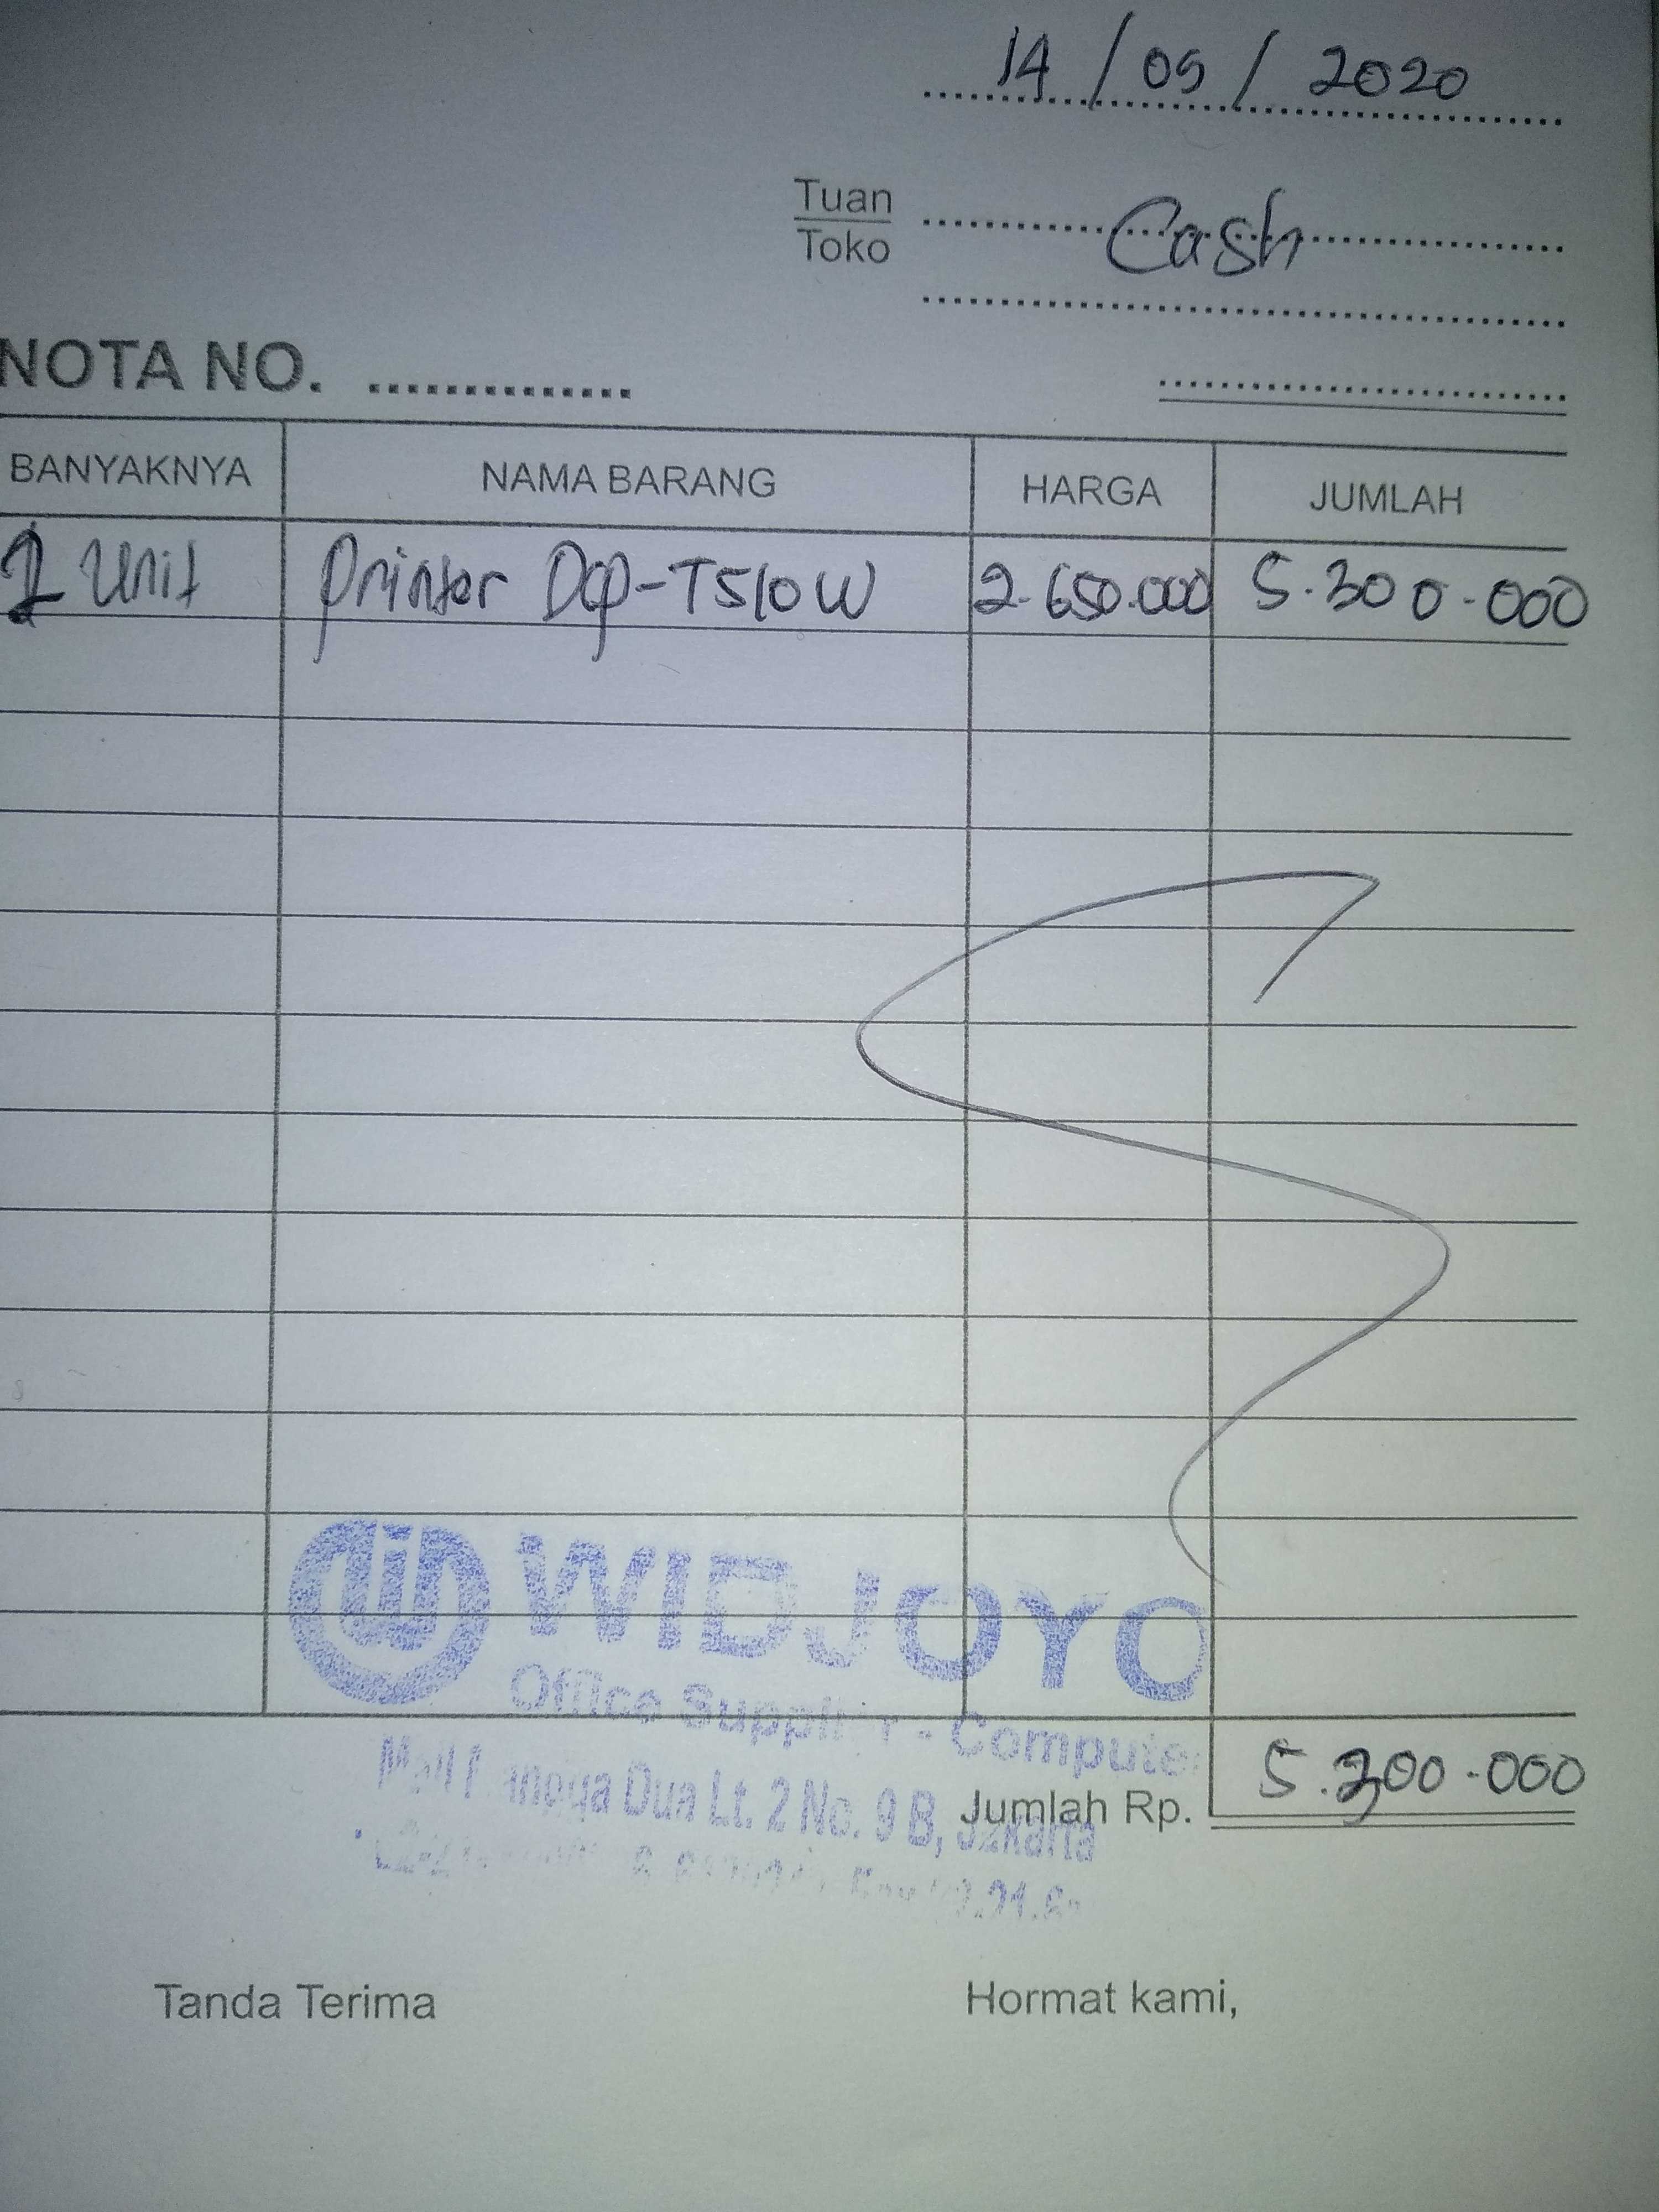 14 / 05 / 2020
Tuan
Toko
Cash
NOTA NO. ..............
BANYAKNYA NAMA BARANG HARGA JUMLAH
2 Unit Printer Dcp-T510W 2.650.000 5.300.000
WIDJOYO
Office Supplier - Computer
Jumlah Rp. 5.300.000
Mall Mangga Dua Lt. 2 No. 9 B, Jakarta
Tanda Terima Hormat kami,